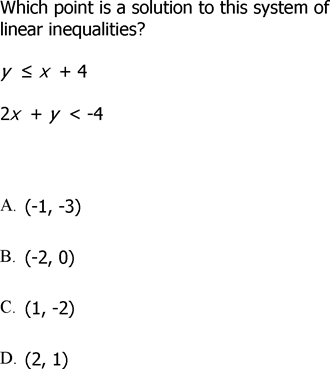 Which point is a solution to this system of
linear inequalities?
y ≤ x + 4
2x + y < -4
A. (-1, -3)
B. (-2, 0)
C. (1, -2)
D. (2, 1)